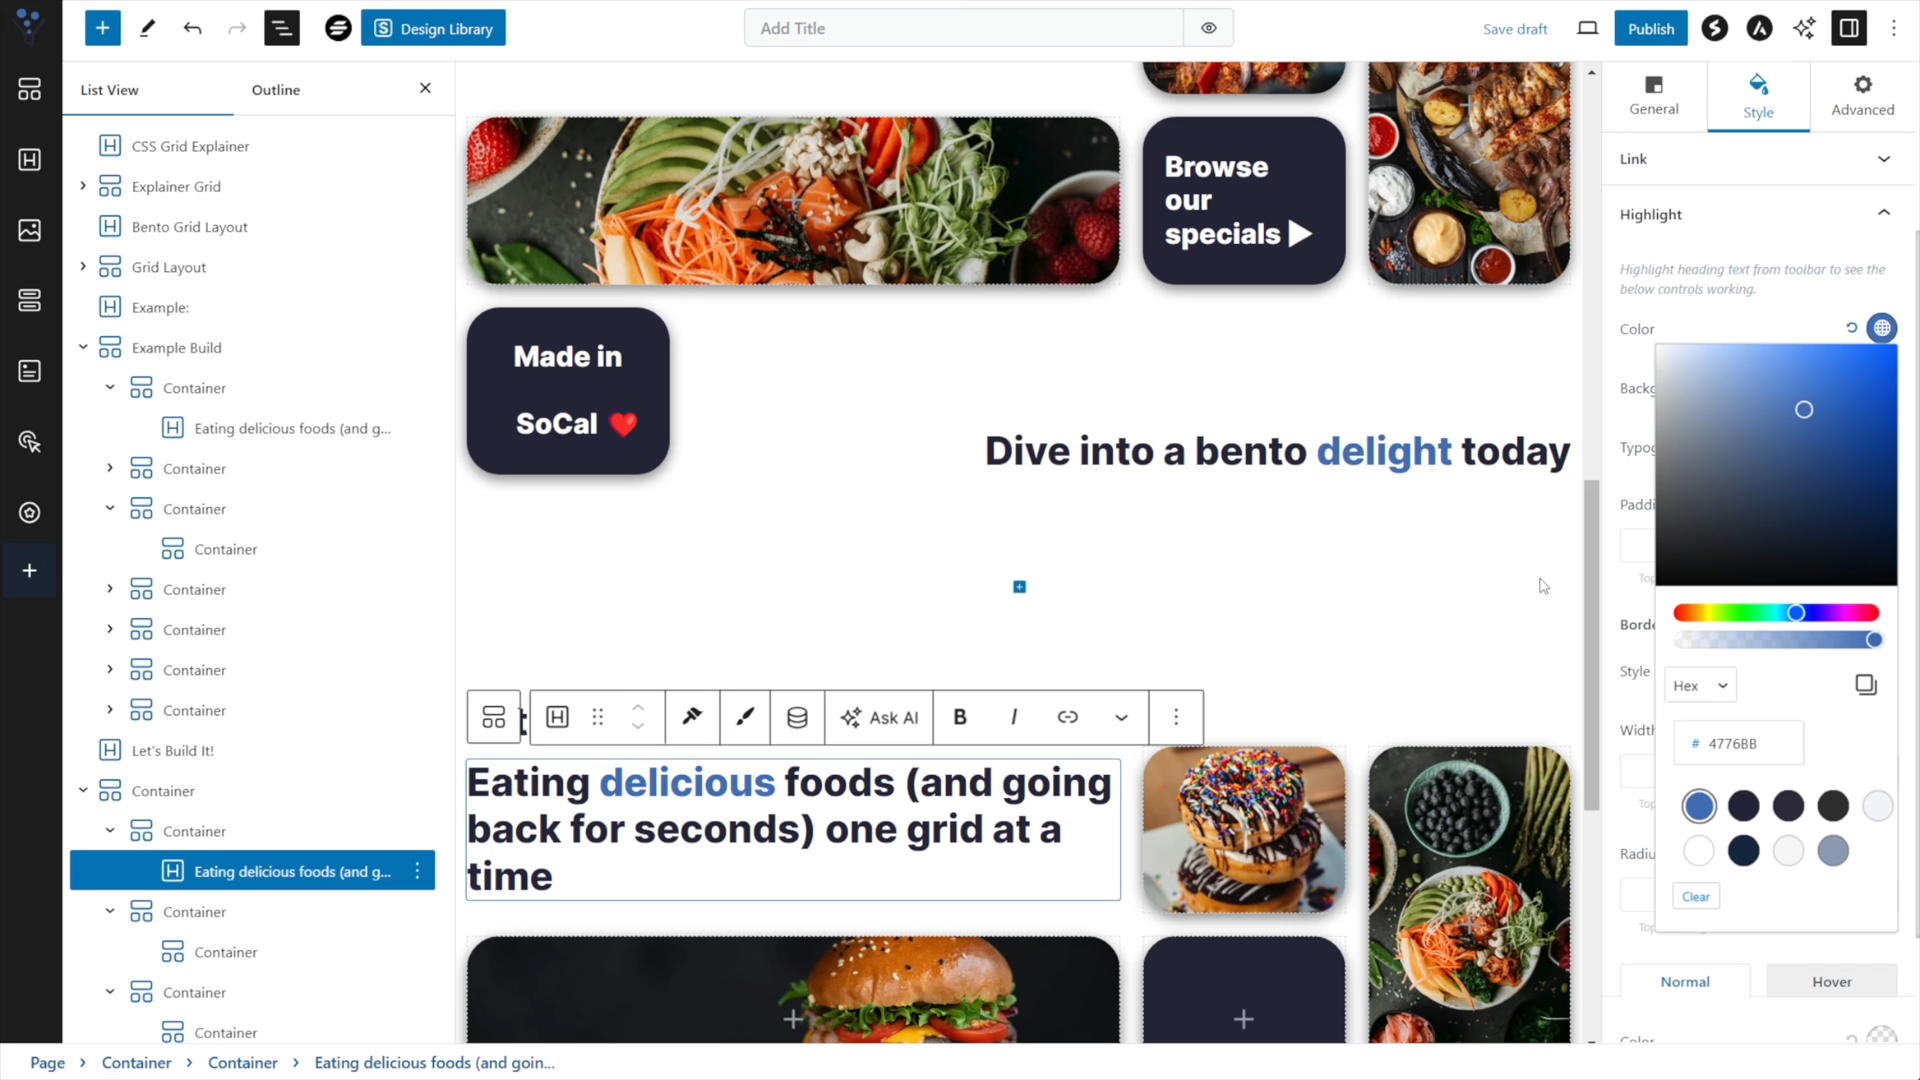 Design Library
Add Title
Save draft
Publish
List View
Outline
CSS Grid Explainer
Explainer Grid
Bento Grid Layout
Grid Layout
Example:
Example Build
Container
Eating delicious foods (and g...
Container
Container
Container
Container
Container
Container
Container
Let's Build It!
Container
Container
Eating delicious foods (and g...
Container
Container
Container
Container
Browse
our
specials ▶
Made in
SoCal ❤️
Dive into a bento delight today
Ask AI
B
I
Eating delicious foods (and going
back for seconds) one grid at a
time
General
Style
Advanced
Link
Highlight
Highlight heading text from toolbar to see the
below controls working.
Color
Style
Hex
# 4776BB
Clear
Normal
Hover
Color
Page > Container > Container > Eating delicious foods (and goin...